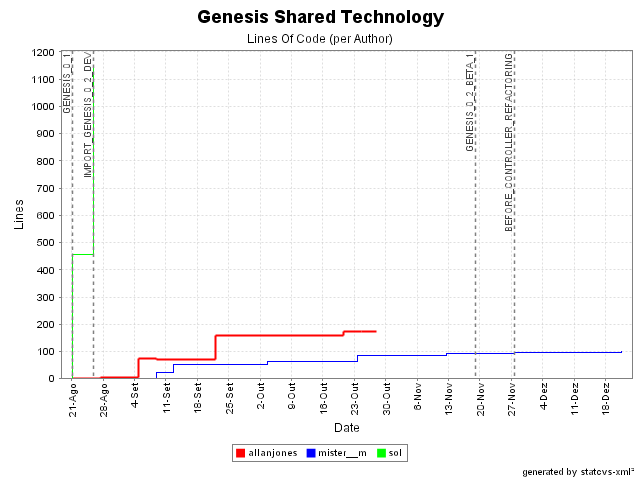 Genesis Shared Technology
Lines Of Code (per Author)
Lines
1200
1100
1000
900
800
700
600
500
400
300
200
100
0
GENESIS_0_1
IMPORT_GENESIS_0_2_DEV
GENESIS_0_2_BETA_1
BEFORE_CONTROLLER_REFACTORING
21-Ago
28-Ago
4-Set
11-Set
18-Set
25-Set
2-Out
9-Out
16-Out
23-Out
30-Out
6-Nov
13-Nov
20-Nov
27-Nov
4-Dez
11-Dez
18-Dez
Date
allanjones mister__m sol
generated by statcvs-xml²